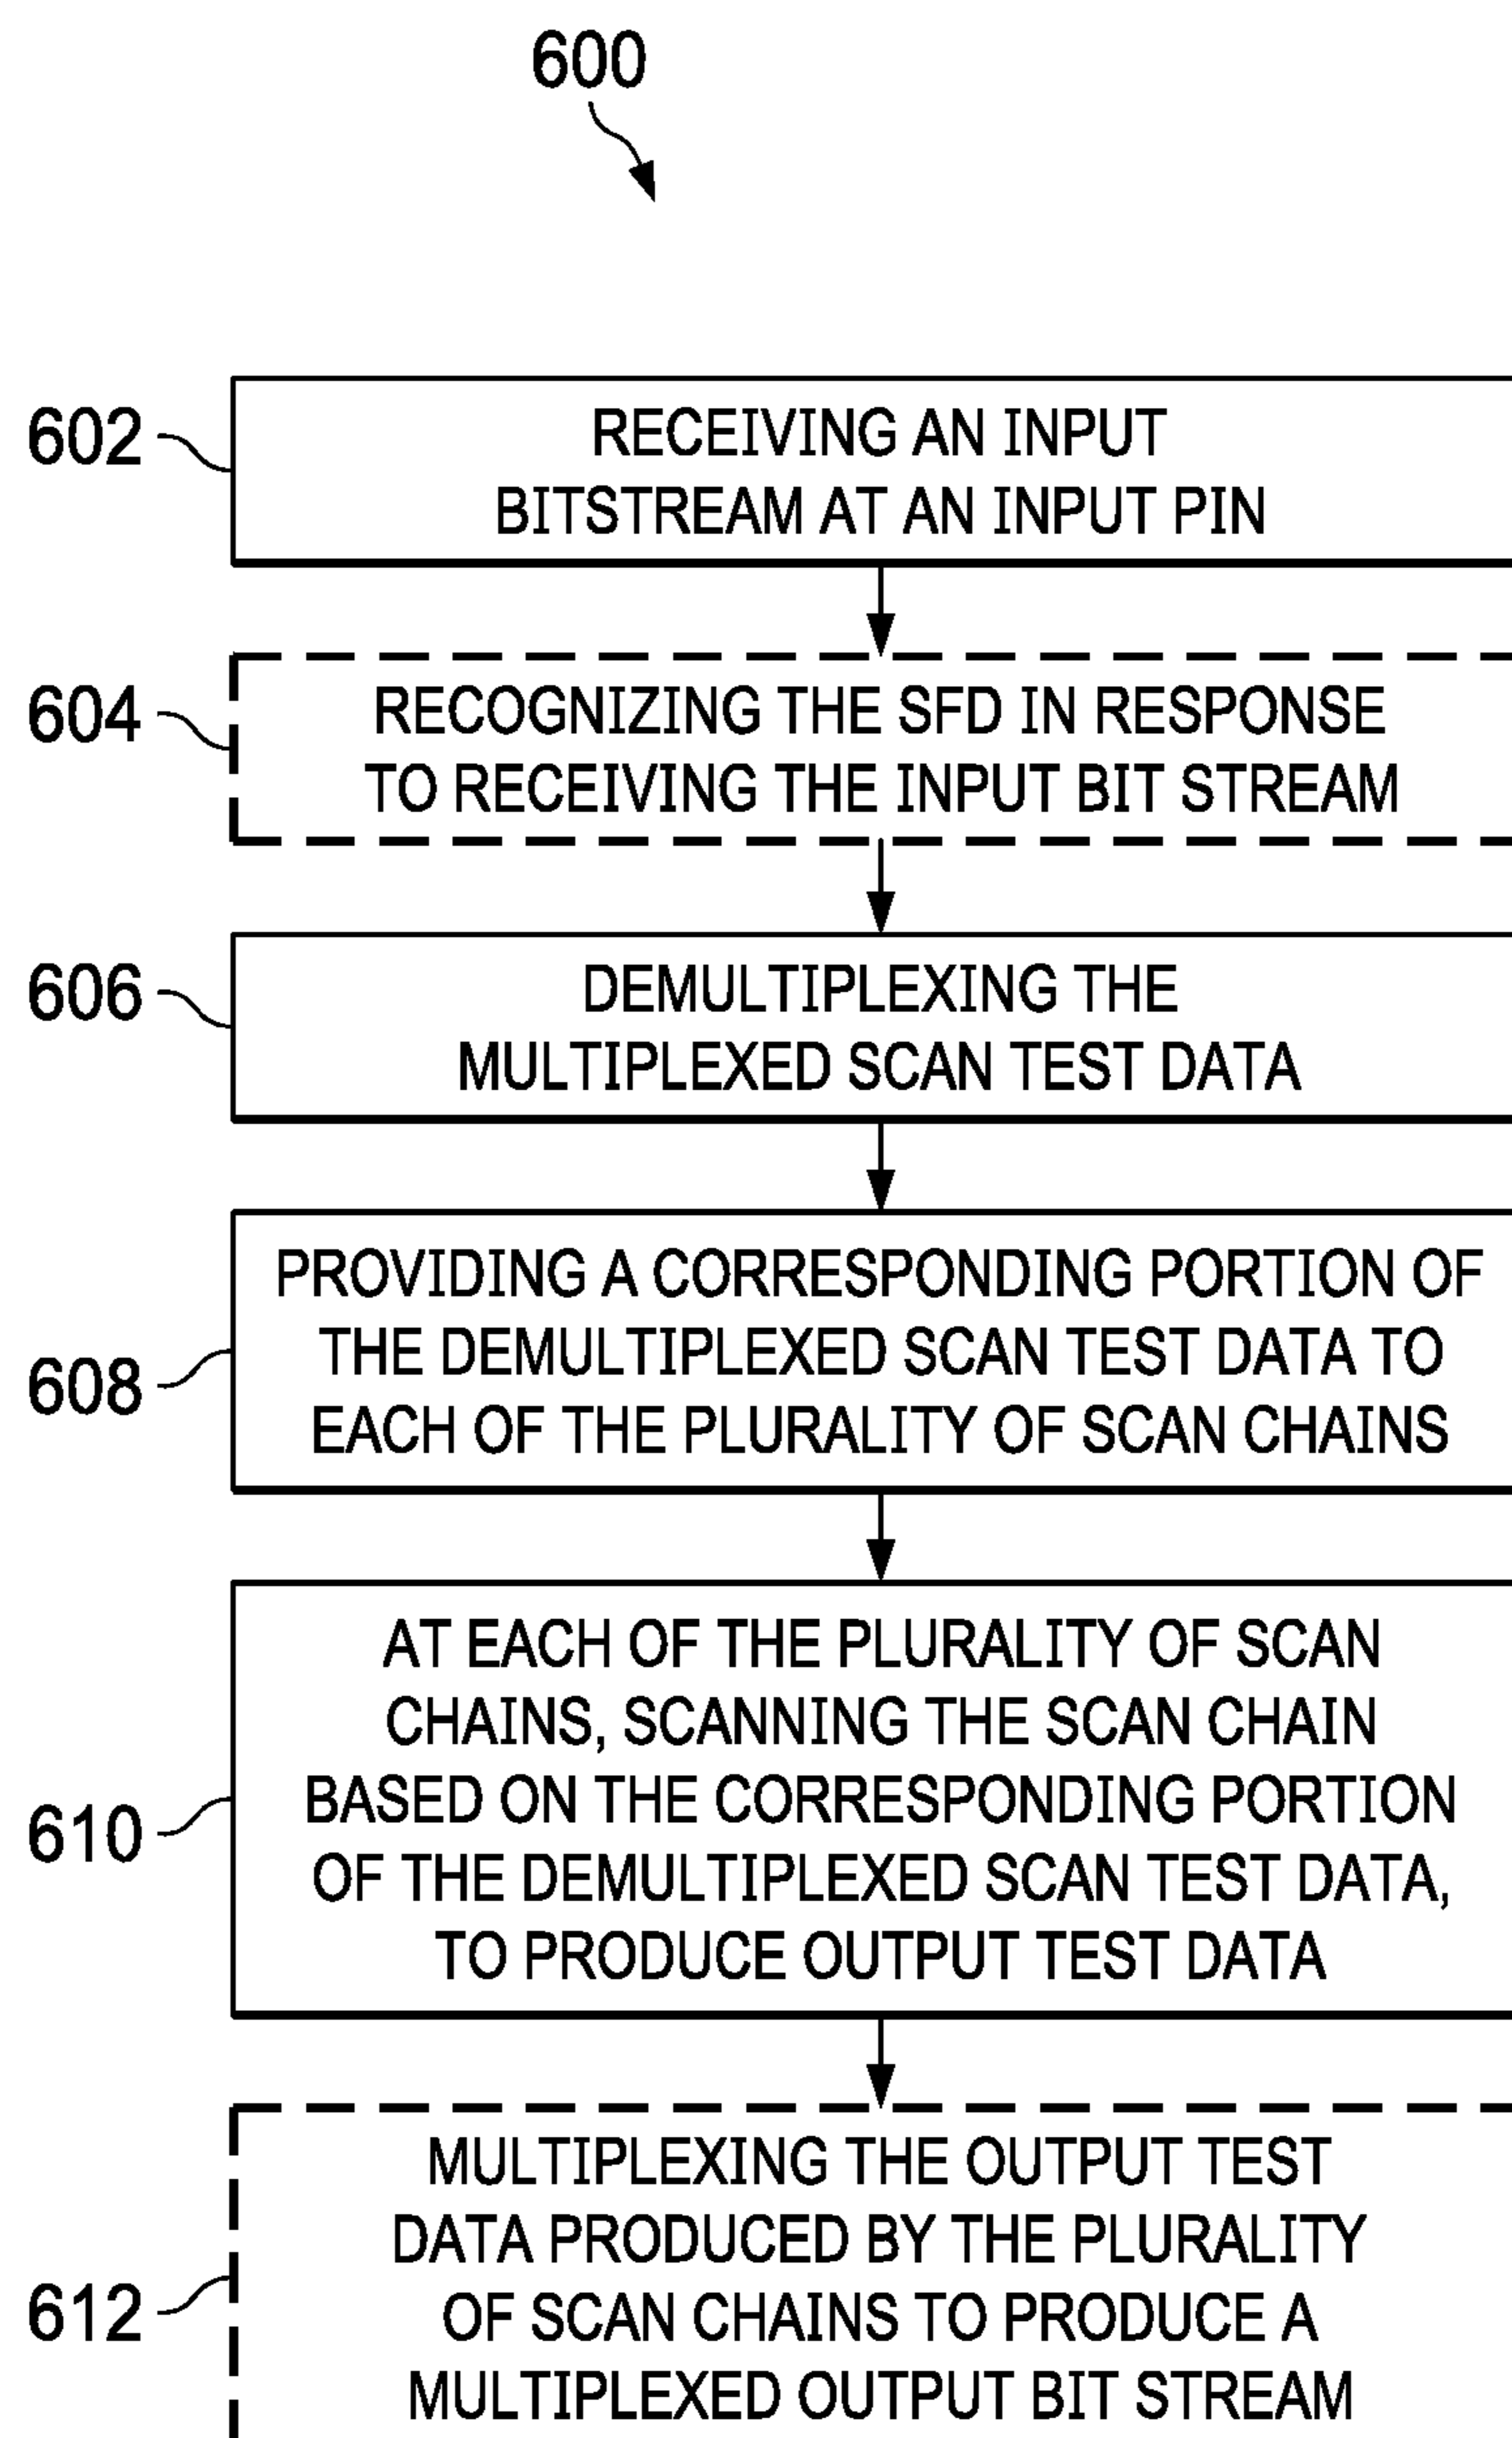 600
602
RECEIVING AN INPUT
BITSTREAM AT AN INPUT PIN
604
RECOGNIZING THE SFD IN RESPONSE
TO RECEIVING THE INPUT BIT STREAM
606
DEMULTIPLEXING THE
MULTIPLEXED SCAN TEST DATA
608
PROVIDING A CORRESPONDING PORTION OF
THE DEMULTIPLEXED SCAN TEST DATA TO
EACH OF THE PLURALITY OF SCAN CHAINS
610
AT EACH OF THE PLURALITY OF SCAN
CHAINS, SCANNING THE SCAN CHAIN
BASED ON THE CORRESPONDING PORTION
OF THE DEMULTIPLEXED SCAN TEST DATA,
TO PRODUCE OUTPUT TEST DATA
612
MULTIPLEXING THE OUTPUT TEST
DATA PRODUCED BY THE PLURALITY
OF SCAN CHAINS TO PRODUCE A
MULTIPLEXED OUTPUT BIT STREAM